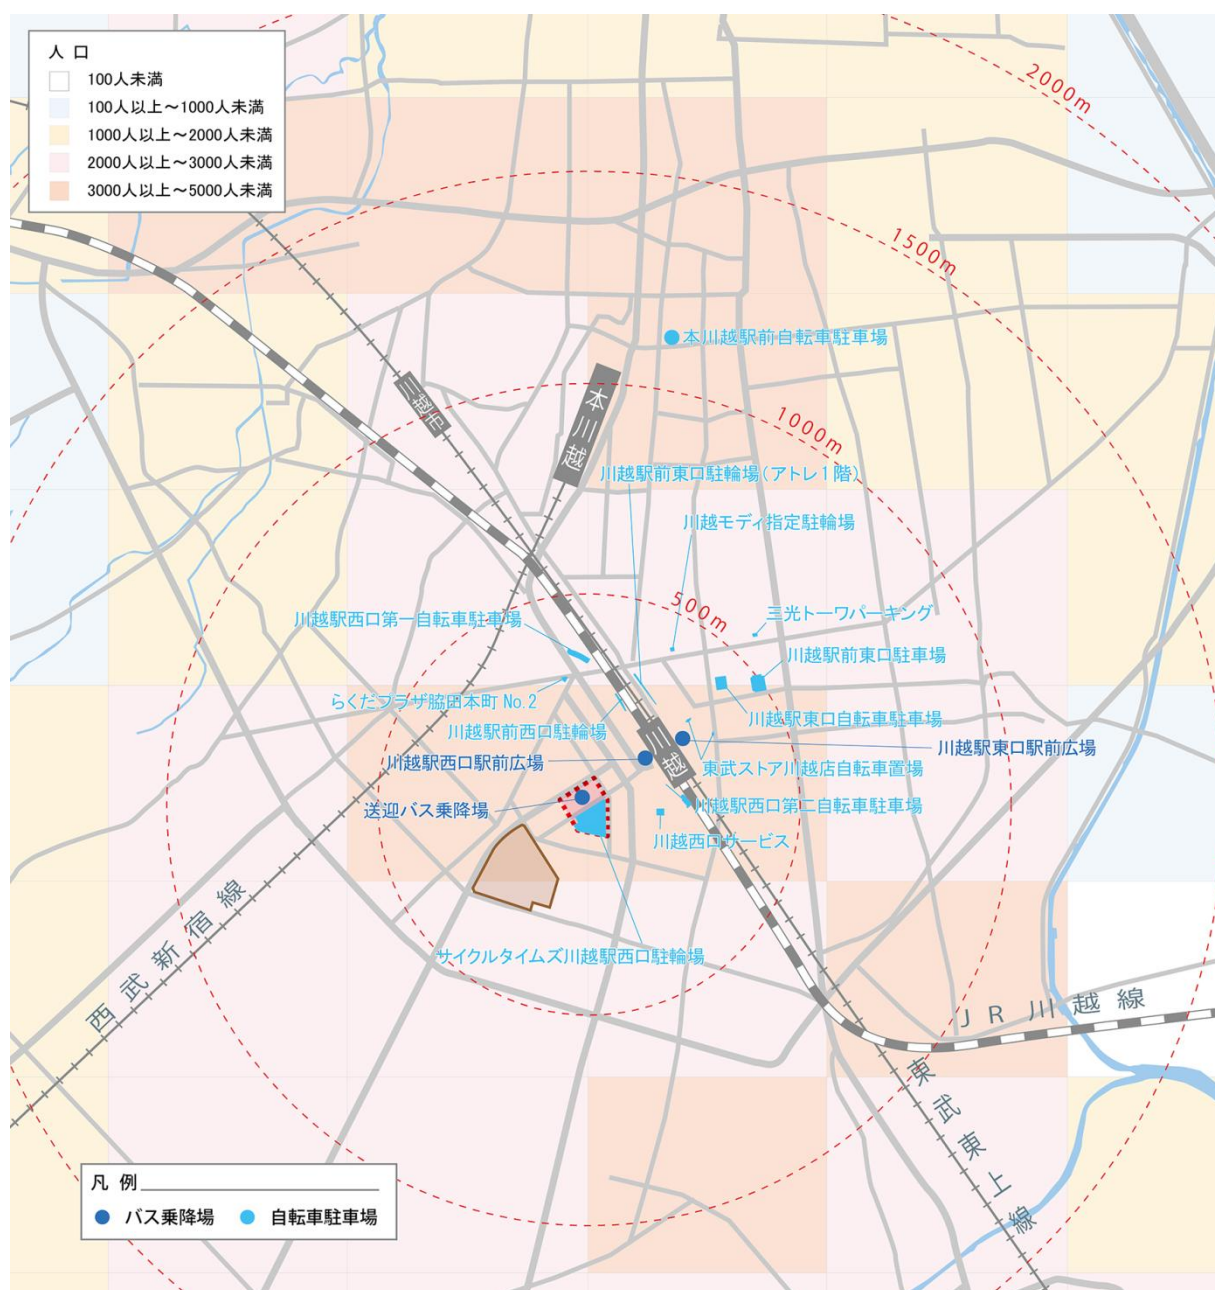 人 口
100人未満
100人以上～1000人未満
1000人以上～2000人未満
2000人以上～3000人未満
3000人以上～5000人未満
2000m
1500m
本川越駅前自転車駐車場
川越市
本川越
1000m
川越駅前東口駐輪場（アトレ1階）
川越モディ指定駐輪場
500m
三光トーワパーキング
川越駅西口第一自転車駐車場
川越駅前東口駐車場
らくだプラザ脇田本町 No.2
川越駅東口自転車駐車場
川越駅前西口駐輪場
川越
川越駅東口駅前広場
川越駅西口駅前広場
東武ストア川越店自転車置場
送迎バス乗降場
川越駅西口第二自転車駐車場
川越西口サービス
西武新宿線
サイクルタイムズ川越駅西口駐輪場
JR川越線
東武東上線
凡 例
バス乗降場
自転車駐車場